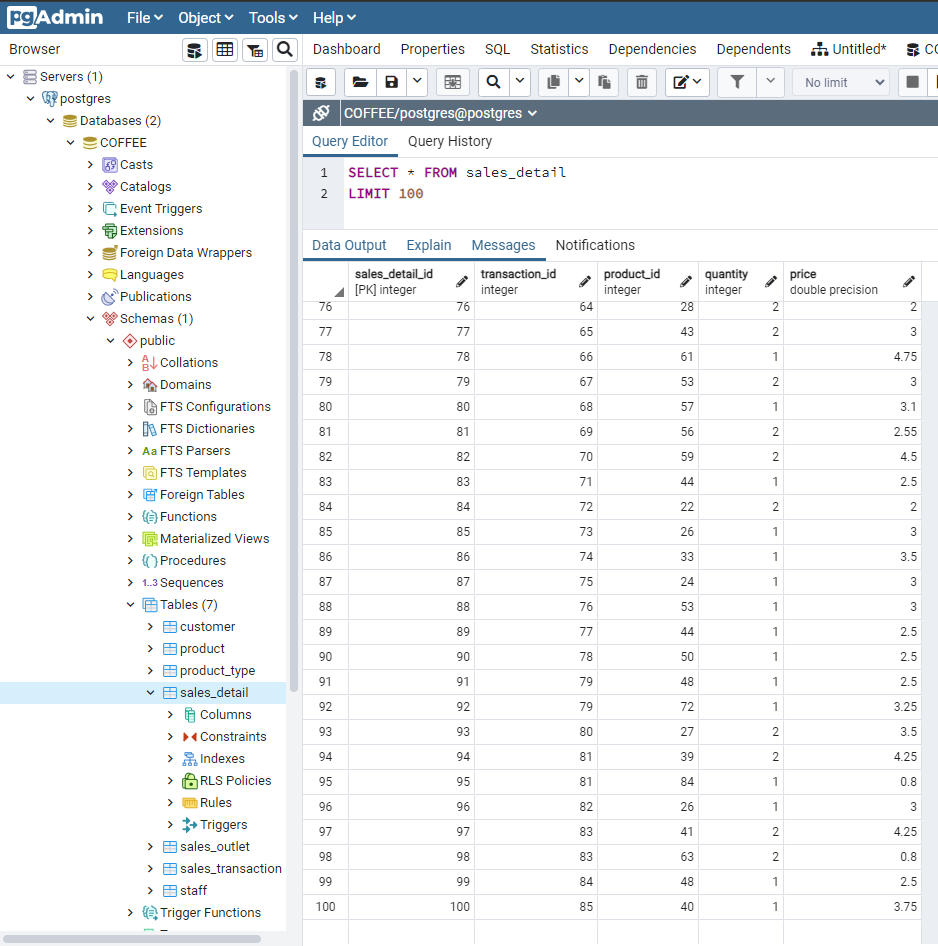 pgAdmin File Object Tools Help
Browser
Dashboard Properties SQL Statistics Dependencies Dependents Untitled*
Servers (1)
postgres
Databases (2)
COFFEE
Casts
Catalogs
Event Triggers
Extensions
Foreign Data Wrappers
Languages
Publications
Schemas (1)
public
Collations
Domains
FTS Configurations
FTS Dictionaries
FTS Parsers
FTS Templates
Foreign Tables
Functions
Materialized Views
Procedures
1..3 Sequences
Tables (7)
customer
product
product_type
sales_detail
Columns
Constraints
Indexes
RLS Policies
Rules
Triggers
sales_outlet
sales_transaction
staff
Trigger Functions
No limit
COFFEE/postgres@postgres
Query Editor Query History
1 SELECT * FROM sales_detail
2 LIMIT 100
Data Output Explain Messages Notifications
sales_detail_id transaction_id product_id quantity price
[PK] integer integer integer integer double precision
76 76 64 28 2 2
77 77 65 43 2 3
78 78 66 61 1 4.75
79 79 67 53 2 3
80 80 68 57 1 3.1
81 81 69 56 2 2.55
82 82 70 59 2 4.5
83 83 71 44 1 2.5
84 84 72 22 2 2
85 85 73 26 1 3
86 86 74 33 1 3.5
87 87 75 24 1 3
88 88 76 53 1 3
89 89 77 44 1 2.5
90 90 78 50 1 2.5
91 91 79 48 1 2.5
92 92 79 72 1 3.25
93 93 80 27 2 3.5
94 94 81 39 2 4.25
95 95 81 84 1 0.8
96 96 82 26 1 3
97 97 83 41 2 4.25
98 98 83 63 2 0.8
99 99 84 48 1 2.5
100 100 85 40 1 3.75